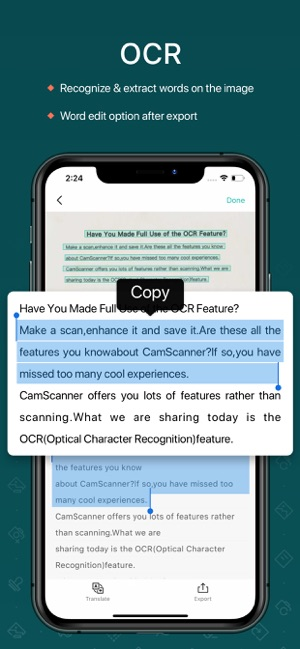 OCR
Recognize & extract words on the image
Word edit option after export
2:24
Done
Have You Made Full Use of the OCR Feature?
Make a scan,enhance it and save it.Are these all the features you know
about CamScanner?If so,you have missed too many cool experiences.
CamScanner offers you lots of features rather than scanning.What we are
sharing today is the OCR(Optical Character Recognition)feature.
Copy
Have You Made Full Use of the OCR Feature?
Make a scan,enhance it and save it.Are these all the
features you knowabout CamScanner?If so,you have
missed too many cool experiences.
CamScanner offers you lots of features rather than
scanning.What we are sharing today is the
OCR(Optical Character Recognition)feature.
the features you know
about CamScanner?If so,you have missed too
many cool experiences.
CamScanner offers you lots of features rather
than scanning.What we are
sharing today is the OCR(Optical Character
Recognition)feature.
Translate
Export